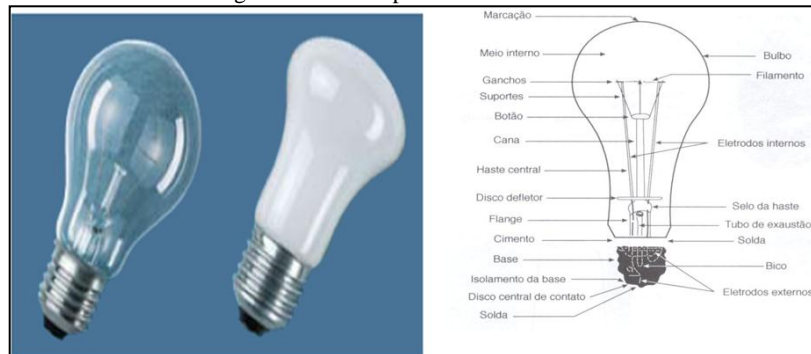 Marcação
Meio interno
Bulbo
Ganchos
Filamento
Suportes
Botão
Cana
Eletrodos internos
Haste central
Disco defletor
Selo da haste
Flange
Tubo de exaustão
Cimento
Solda
Base
Bico
Isolamento da base
Eletrodos externos
Disco central de contato
Solda